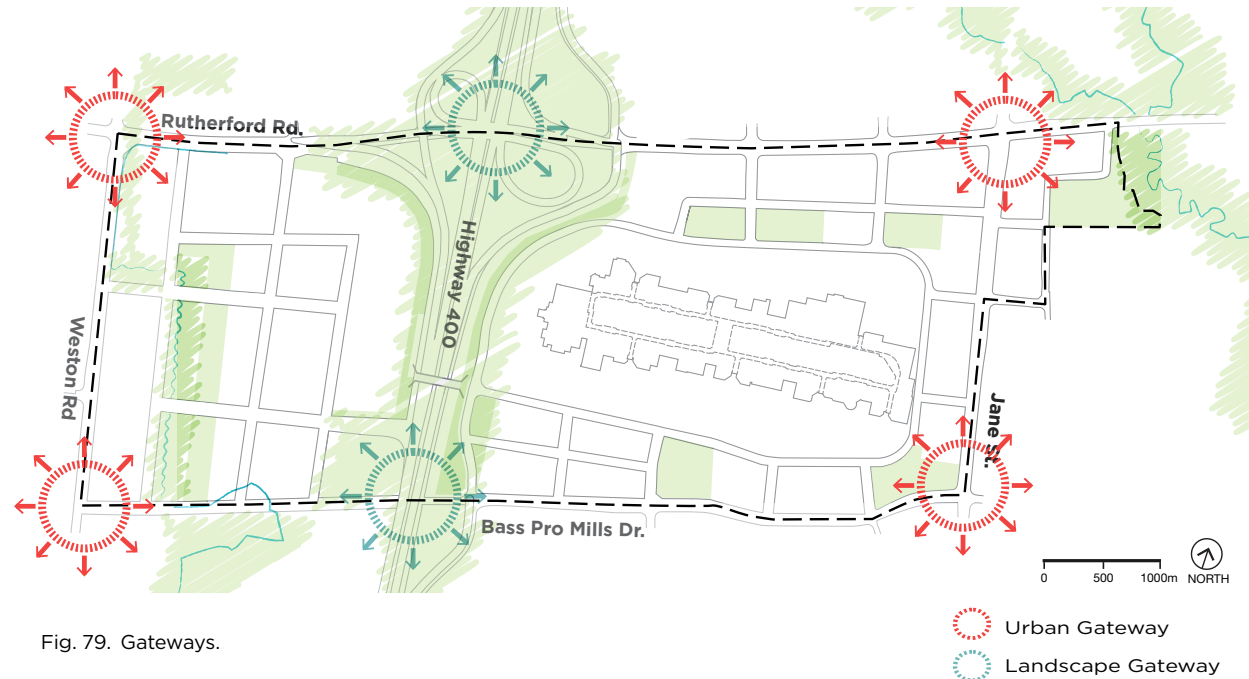 Rutherford Rd.
Highway 400
Weston Rd
Jane St.
Bass Pro Mills Dr.
0 500 1000m
NORTH
Fig. 79. Gateways.
Urban Gateway
Landscape Gateway